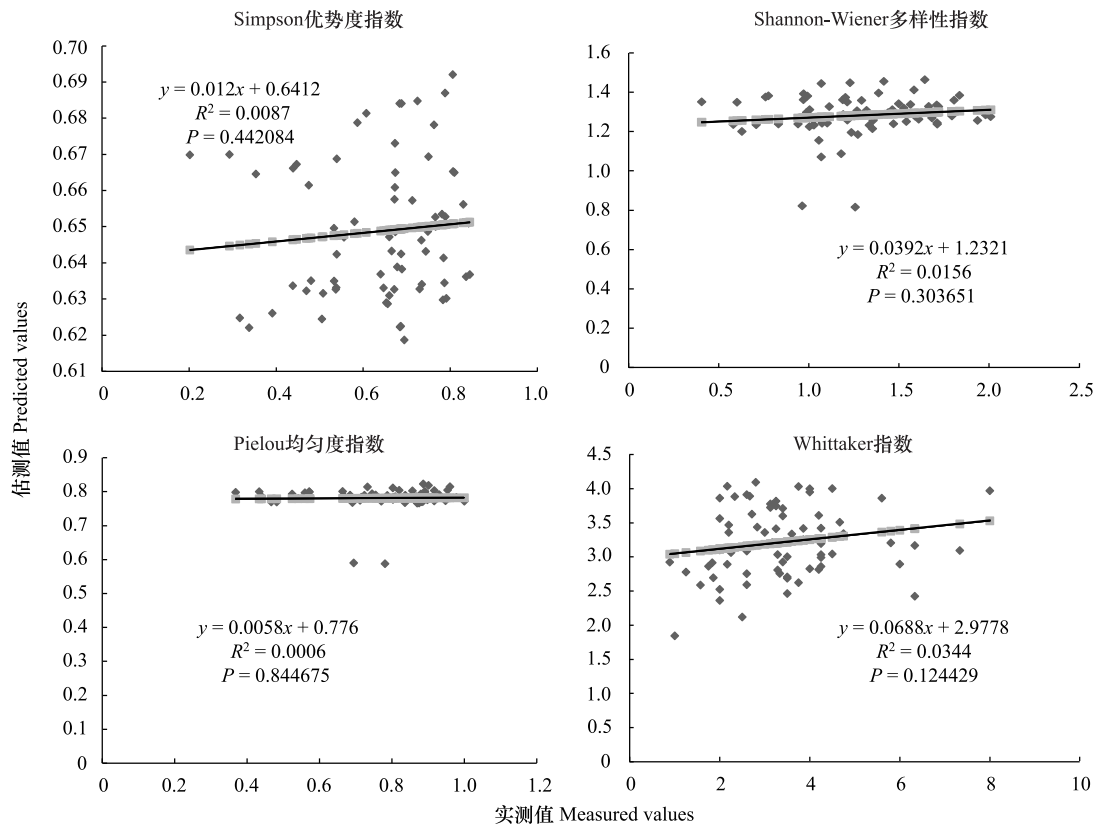 Simpson优势度指数
0.70
0.69
0.68
0.67
0.66
0.65
0.64
0.63
0.62
0.61
y = 0.012x + 0.6412
R² = 0.0087
P = 0.442084
0 0.2 0.4 0.6 0.8 1.0
Shannon-Wiener多样性指数
1.6
1.4
1.2
1.0
0.8
0.6
0.4
0.2
0
y = 0.0392x + 1.2321
R² = 0.0156
P = 0.303651
0 0.5 1.0 1.5 2.0 2.5
估测值 Predicted values
Pielou均匀度指数
0.9
0.8
0.7
0.6
0.5
0.4
0.3
0.2
0.1
0
y = 0.0058x + 0.776
R² = 0.0006
P = 0.844675
0 0.2 0.4 0.6 0.8 1.0 1.2
Whittaker指数
4.5
4.0
3.5
3.0
2.5
2.0
1.5
1.0
0.5
0
y = 0.0688x + 2.9778
R² = 0.0344
P = 0.124429
0 2 4 6 8 10
实测值 Measured values